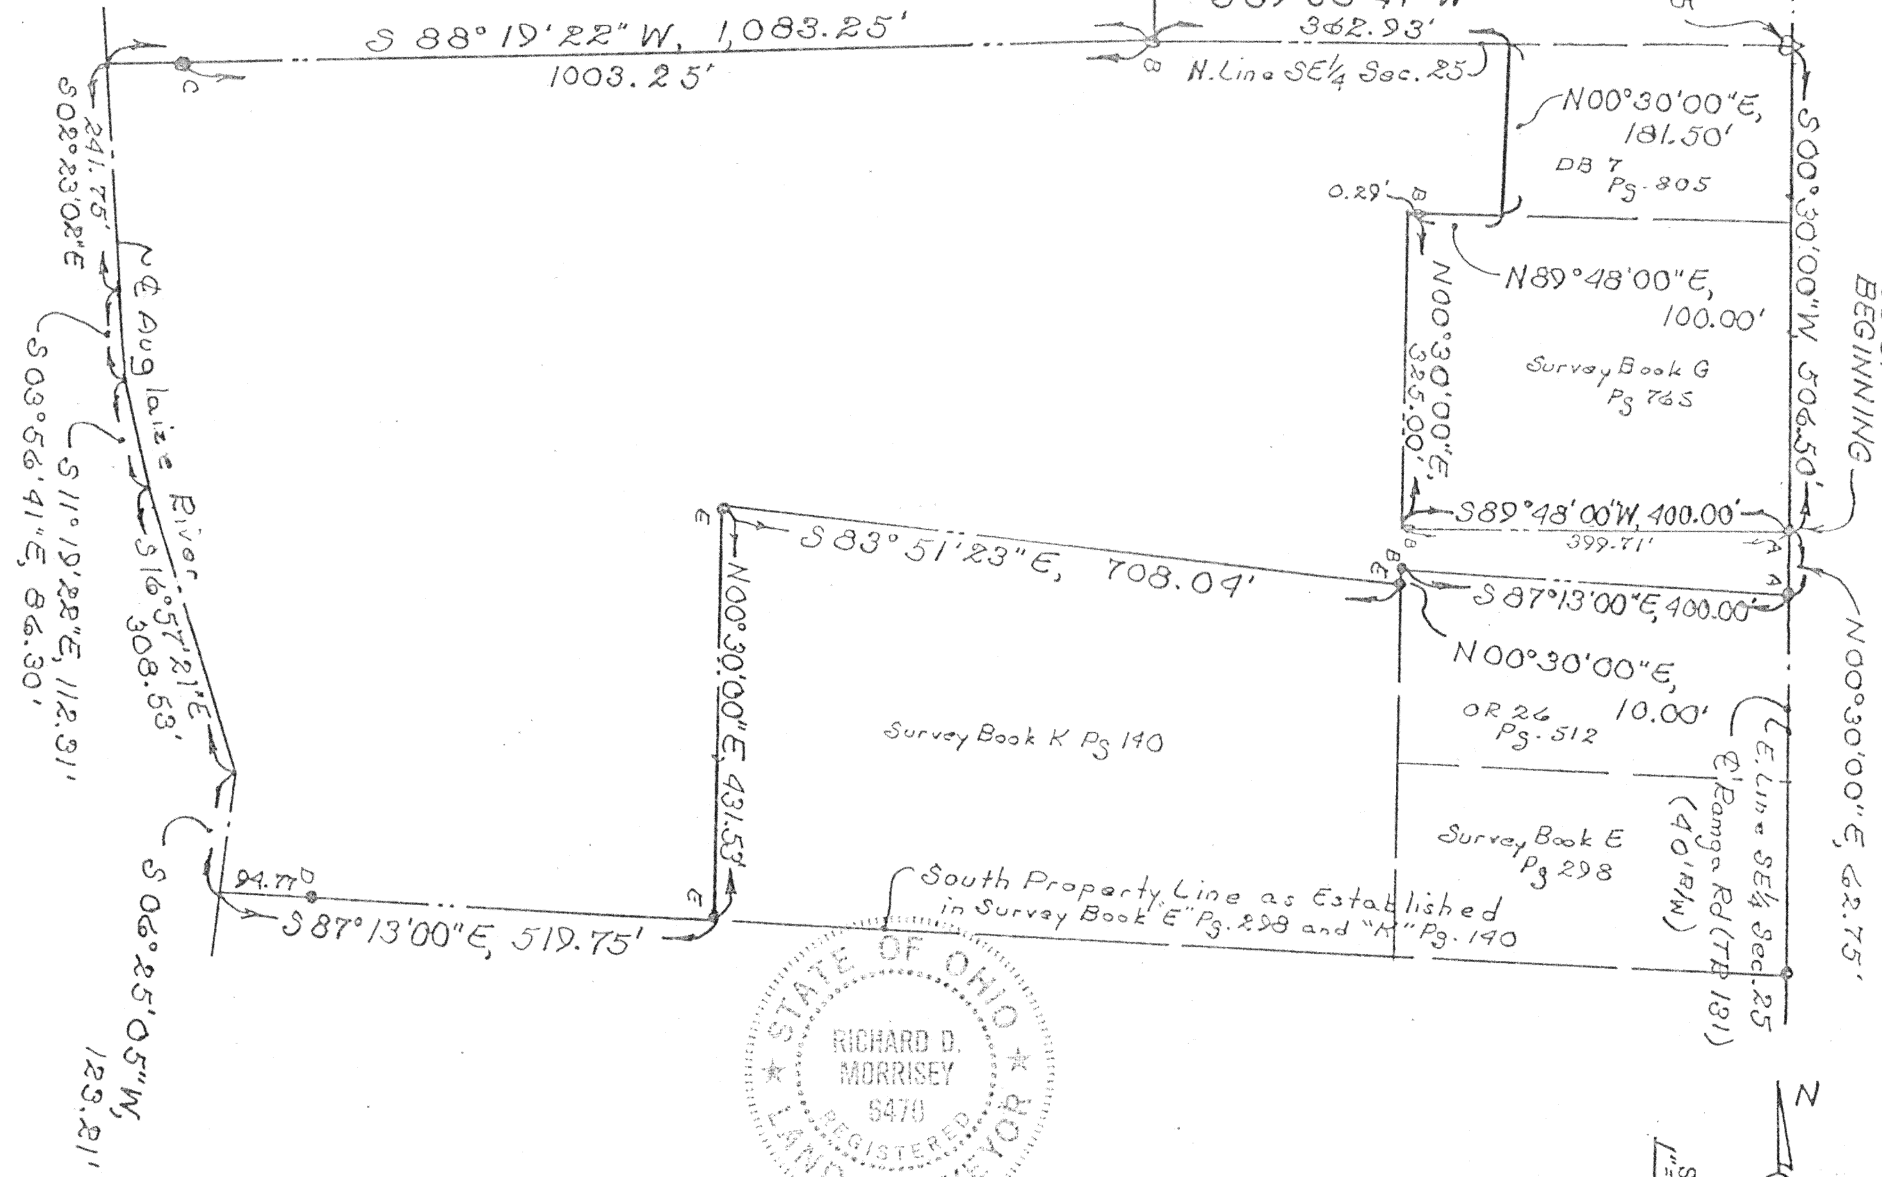 S 88°19'22" W, 1,083.25'
1003.25'
C
362.93'
B
N. Line SE¼ Sec. 25
N00°30'00"E,
181.50'
DB 7
Pg. 805
0.29'
B
N89°48'00"E,
100.00'
S00°30'00"W, 506.50'
BEGINNING
Survey Book G
Pg 765
N00°30'00"E,
325.00'
S89°48'00"W, 400.00'
399.71'
B
A
A
241.75'
S02°23'02"E
℄ Auglaize River
S03°56'41"E, 86.30'
S11°19'22"E, 112.31'
S16°57'21"E
308.53'
E
S 83°51'23"E, 708.04'
B
E
S 87°13'00"E, 400.00'
N00°30'00"E,
10.00'
N00°30'00"E, 62.75'
OR 26
Pg. 512
N00°30'00"E, 431.53'
Survey Book K Pg 140
E. Line SE¼ Sec. 25
℄ Ramga Rd (TR 131)
(40' R/W)
Survey Book E
Pg 298
S06°25'05"W,
123.21'
94.77'
D
S 87°13'00"E, 519.75'
E
South Property Line as Established
in Survey Book "E" Pg. 298 and "K" Pg. 140
STATE OF OHIO
RICHARD D.
MORRISEY
6470
REGISTERED
LAND
N